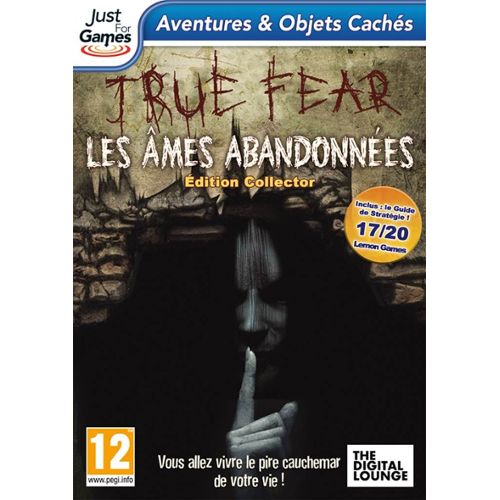 Just
For
Games
Aventures & Objets Cachés
TRUE FEAR
LES ÂMES ABANDONNÉES
Édition Collector
Inclus : le Guide
de Stratégie !
17/20
Lemon Games
12
www.pegi.info
Vous allez vivre le pire cauchemar
de votre vie !
THE
DIGITAL
LOUNGE